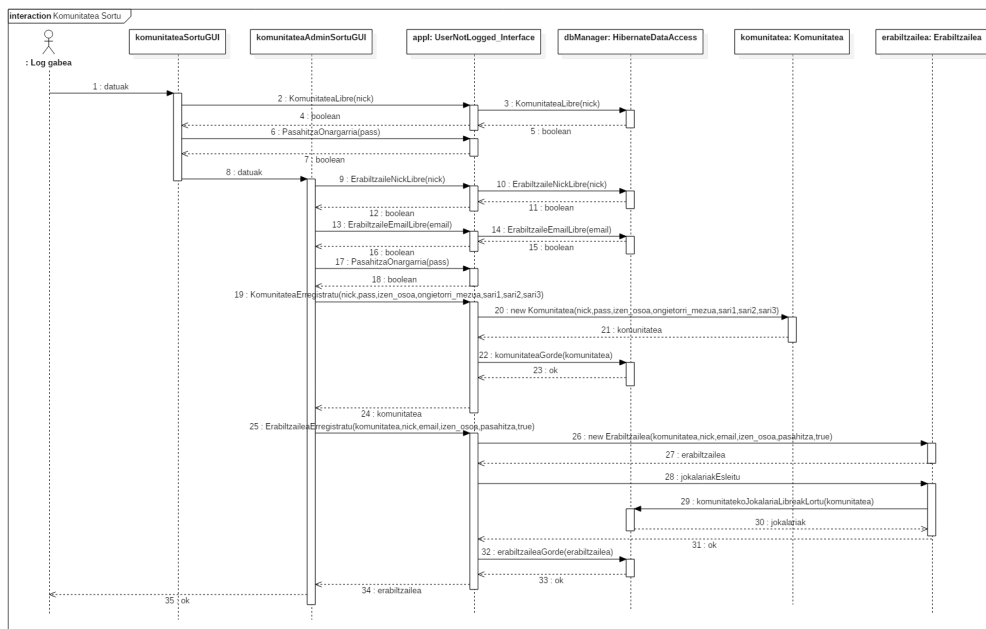 interaction Komunitatea Sortu
: Log gabea
komunitateaSortuGUI
komunitateaAdminSortuGUI
appl: UserNotLogged_Interface
dbManager: HibernateDataAccess
komunitatea: Komunitatea
erabiltzailea: Erabiltzailea
1 : datuak
2 : KomunitateaLibre(nick)
3 : KomunitateaLibre(nick)
4 : boolean
5 : boolean
6 : PasahitzaOnargarria(pass)
7 : boolean
8 : datuak
9 : ErabiltzaileNickLibre(nick)
10 : ErabiltzaileNickLibre(nick)
11 : boolean
12 : boolean
13 : ErabiltzaileEmailLibre(email)
14 : ErabiltzaileEmailLibre(email)
15 : boolean
16 : boolean
17 : PasahitzaOnargarria(pass)
18 : boolean
19 : KomunitateaErregistratu(nick,pass,izen_osoa,ongietorri_mezua,sari1,sari2,sari3)
20 : new Komunitatea(nick,pass,izen_osoa,ongietorri_mezua,sari1,sari2,sari3)
21 : komunitatea
22 : komunitateaGorde(komunitatea)
23 : ok
24 : komunitatea
25 : ErabiltzaileaErregistratu(komunitatea,nick,email,izen_osoa,pasahitza,true)
26 : new Erabiltzailea(komunitatea,nick,email,izen_osoa,pasahitza,true)
27 : erabiltzailea
28 : jokalariakEsleitu
29 : komunitatekoJokalariaLibreakLortu(komunitatea)
30 : jokalariak
31 : ok
32 : erabiltzaileaGorde(erabiltzailea)
33 : ok
34 : erabiltzailea
35 : ok